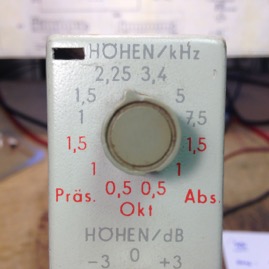 HÖHEN/kHz
2,25 3,4
1,5 5
1 7,5
1,5 1,5
1 1
Präs. 0,5 0,5 Abs.
Okt
HÖHEN/dB
-3 0 +3